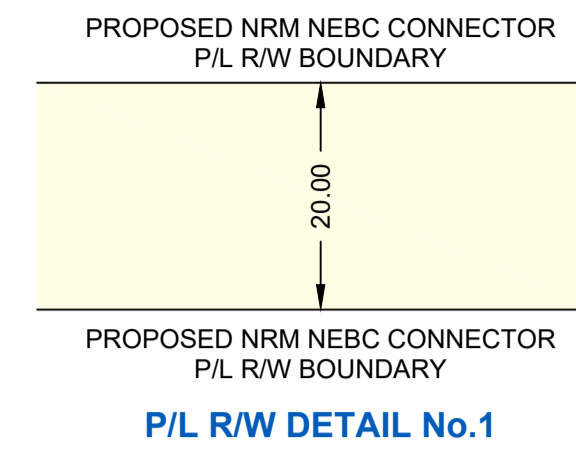 PROPOSED NRM NEBC CONNECTOR
P/L R/W BOUNDARY
20.00
PROPOSED NRM NEBC CONNECTOR
P/L R/W BOUNDARY
P/L R/W DETAIL No.1